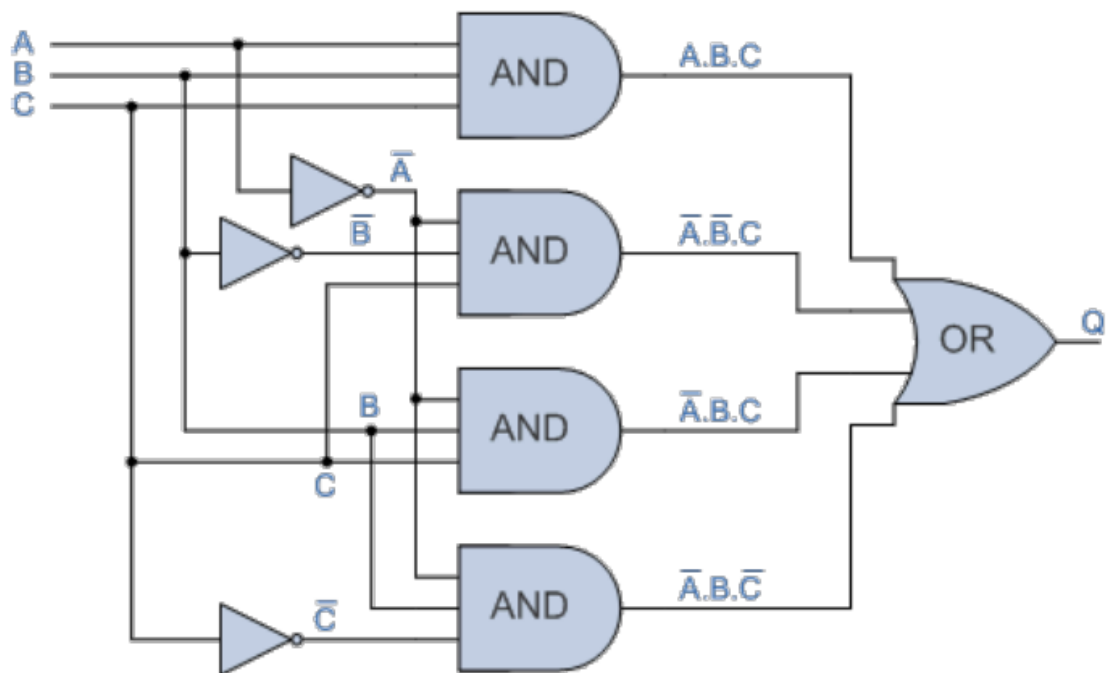 A
B
C
AND
A.B.C
A̅
B̅
AND
A̅.B̅.C
OR
Q
B
AND
A̅.B.C
C
C̅
AND
A̅.B.C̅